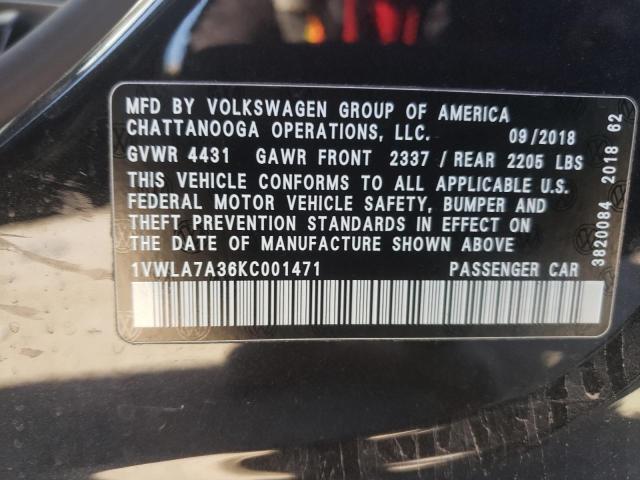 MFD BY VOLKSWAGEN GROUP OF AMERICA
CHATTANOOGA OPERATIONS, LLC. 09/2018
GVWR 4431 GAWR FRONT 2337 / REAR 2205 LBS
THIS VEHICLE CONFORMS TO ALL APPLICABLE U.S.
FEDERAL MOTOR VEHICLE SAFETY, BUMPER AND
THEFT PREVENTION STANDARDS IN EFFECT ON
THE DATE OF MANUFACTURE SHOWN ABOVE
1VWLA7A36KC001471 PASSENGER CAR
3820084 2018 62